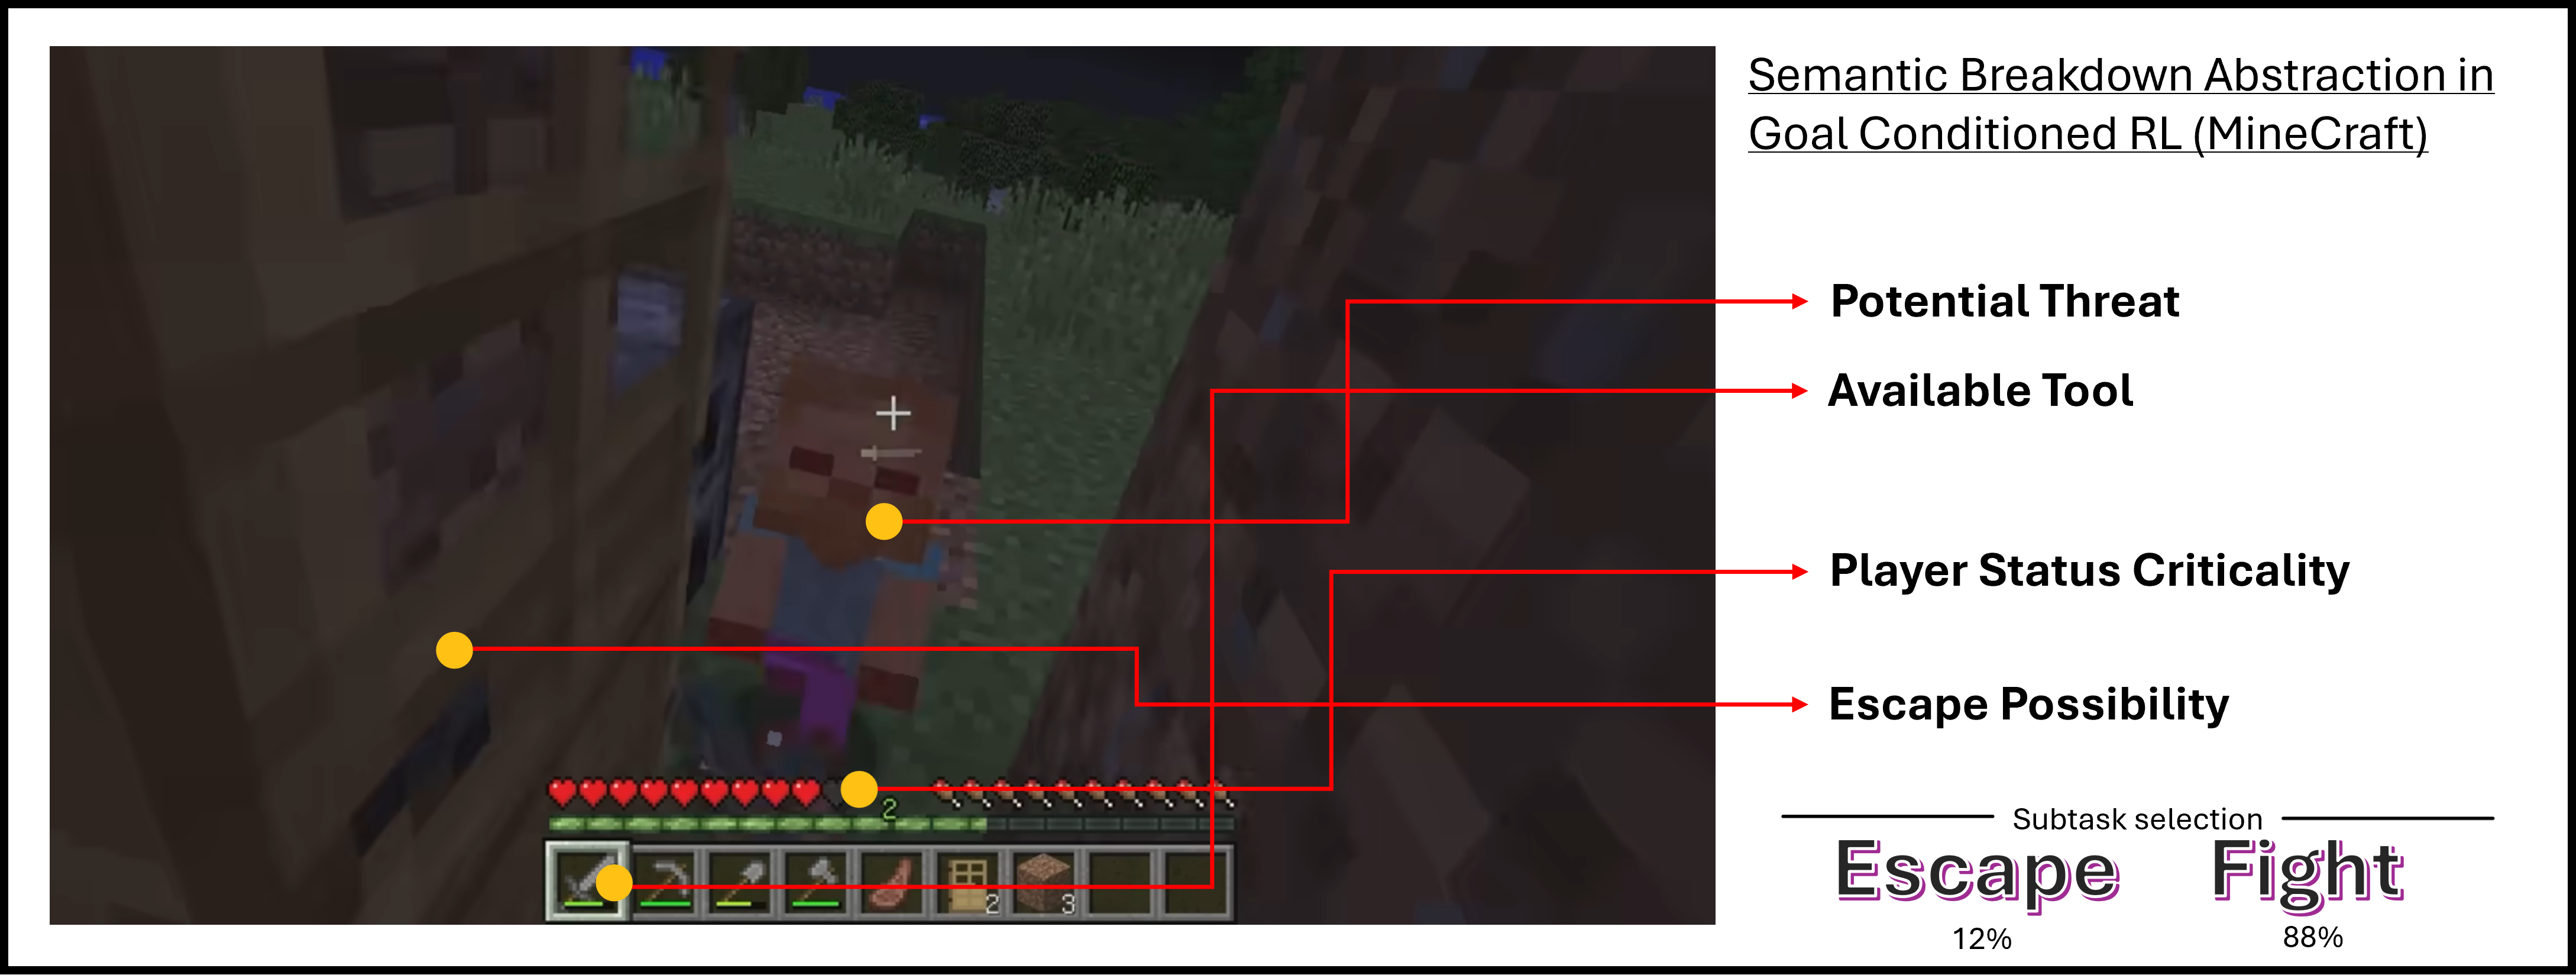 Semantic Breakdown Abstraction in
Goal Conditioned RL (MineCraft)
Potential Threat
Available Tool
Player Status Criticality
Escape Possibility
2
2
3
Subtask selection
Escape
Fight
12%
88%